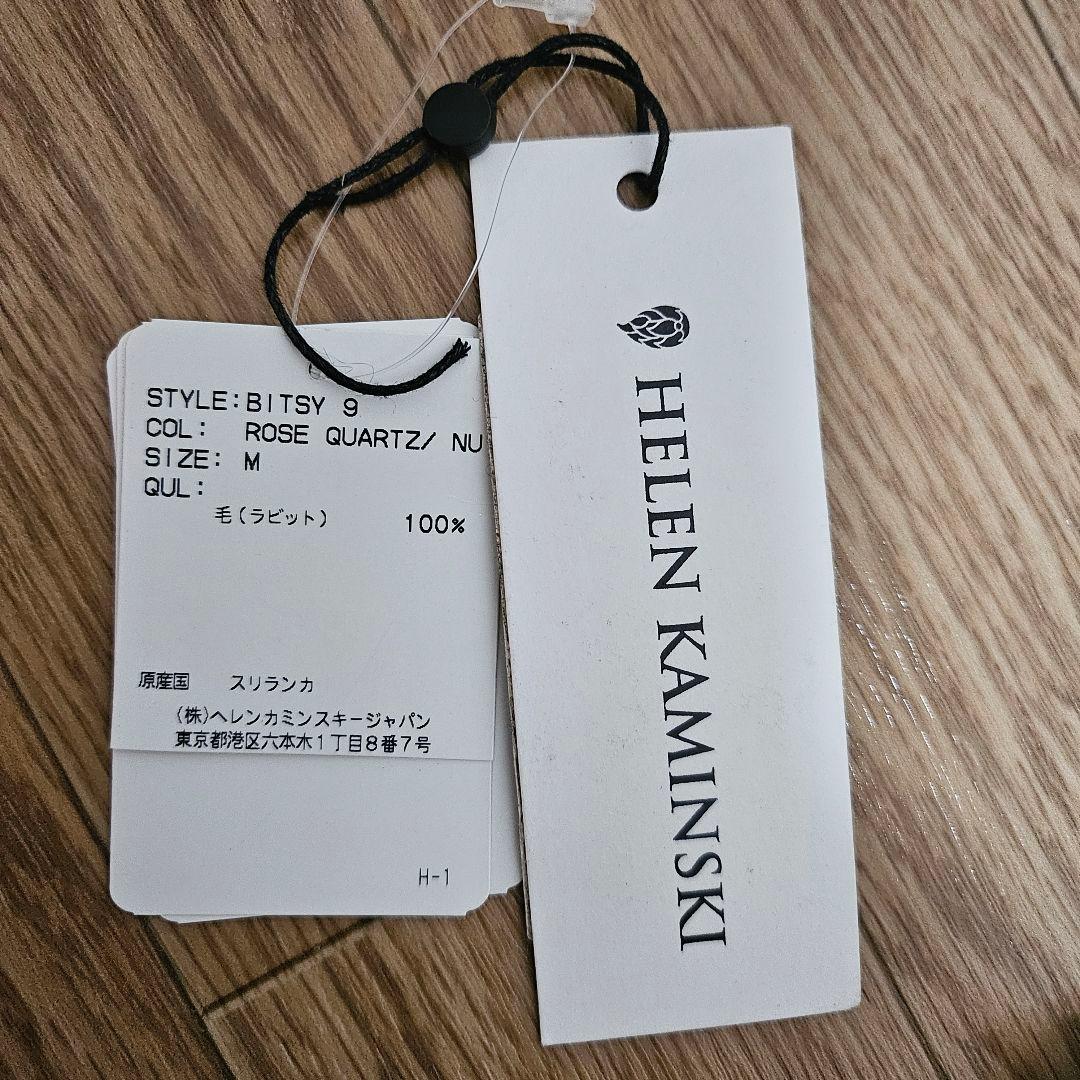 STYLE:BITSY 9
COL: ROSE QUARTZ/ NU
SIZE: M
QUL:
毛(ラビット) 100%
原産国 スリランカ
(株)ヘレンカミンスキージャパン
東京都港区六本木1丁目8番7号
H-1
HELEN KAMINSKI